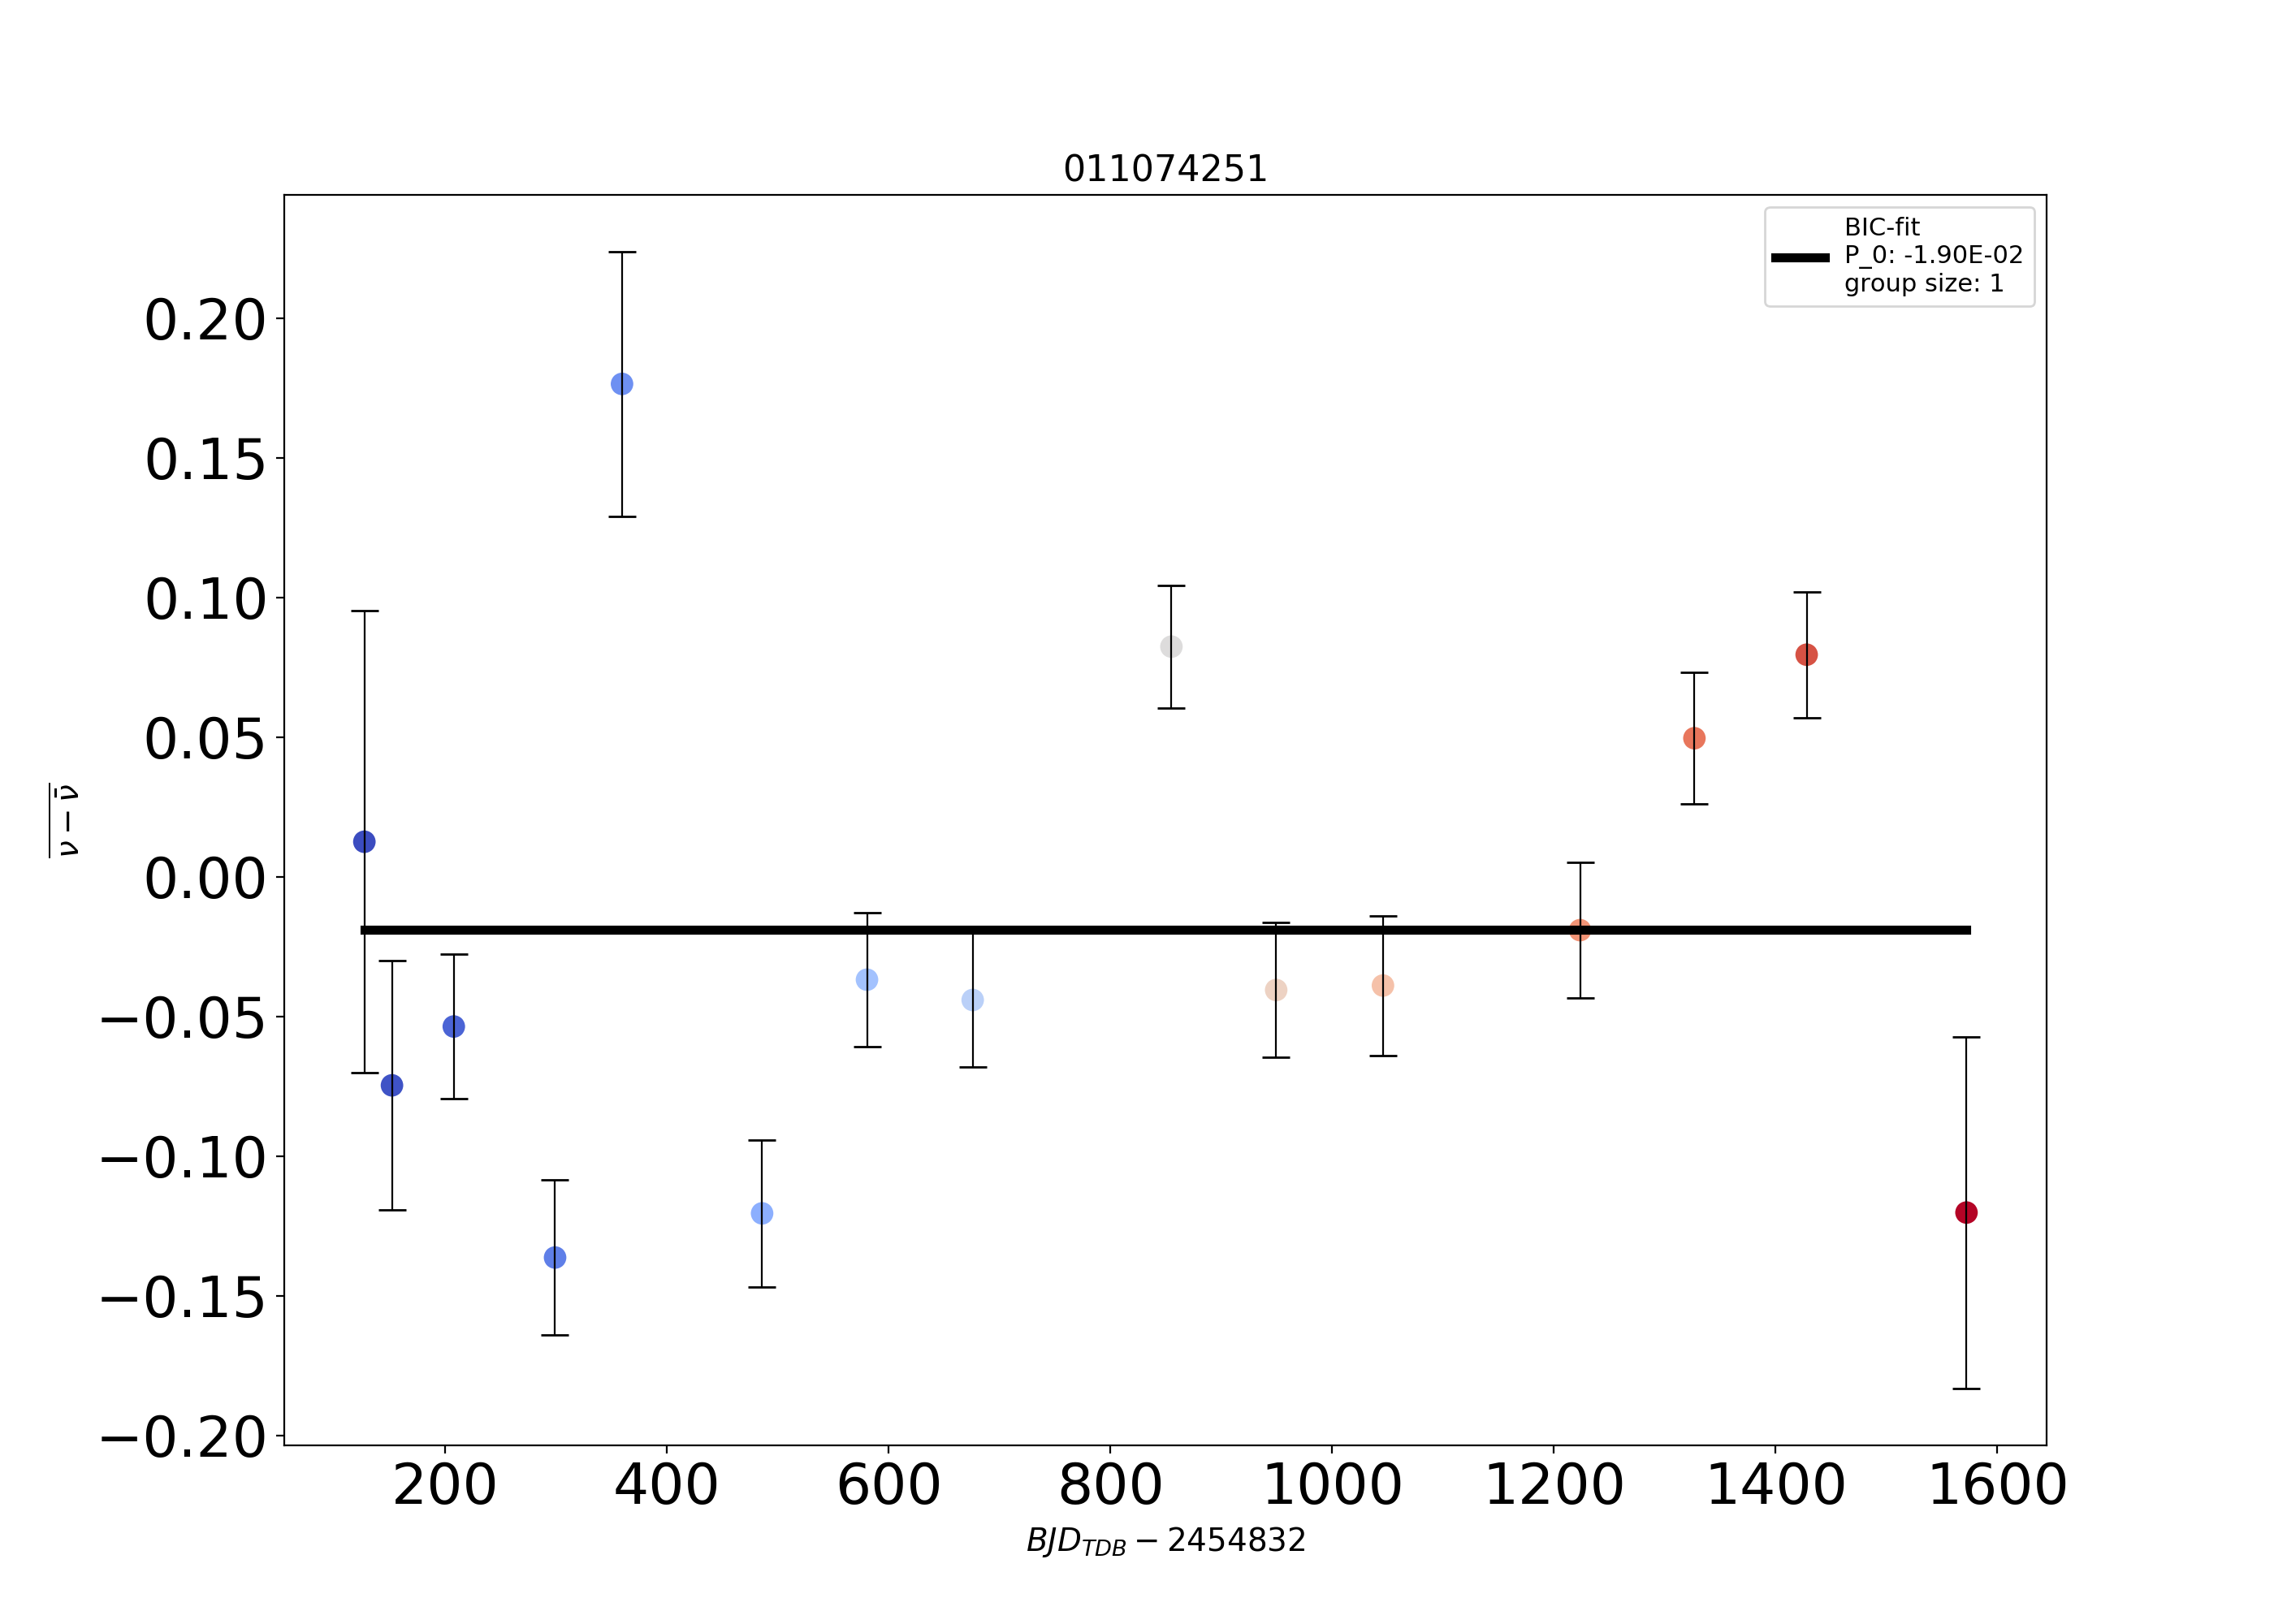 011074251
BIC-fit
P_0: -1.90E-02
group size: 1
0.20
0.15
0.10
0.05
0.00
−0.05
−0.10
−0.15
−0.20
ν − ν̄
200 400 600 800 1000 1200 1400 1600
BJD_TDB − 2454832